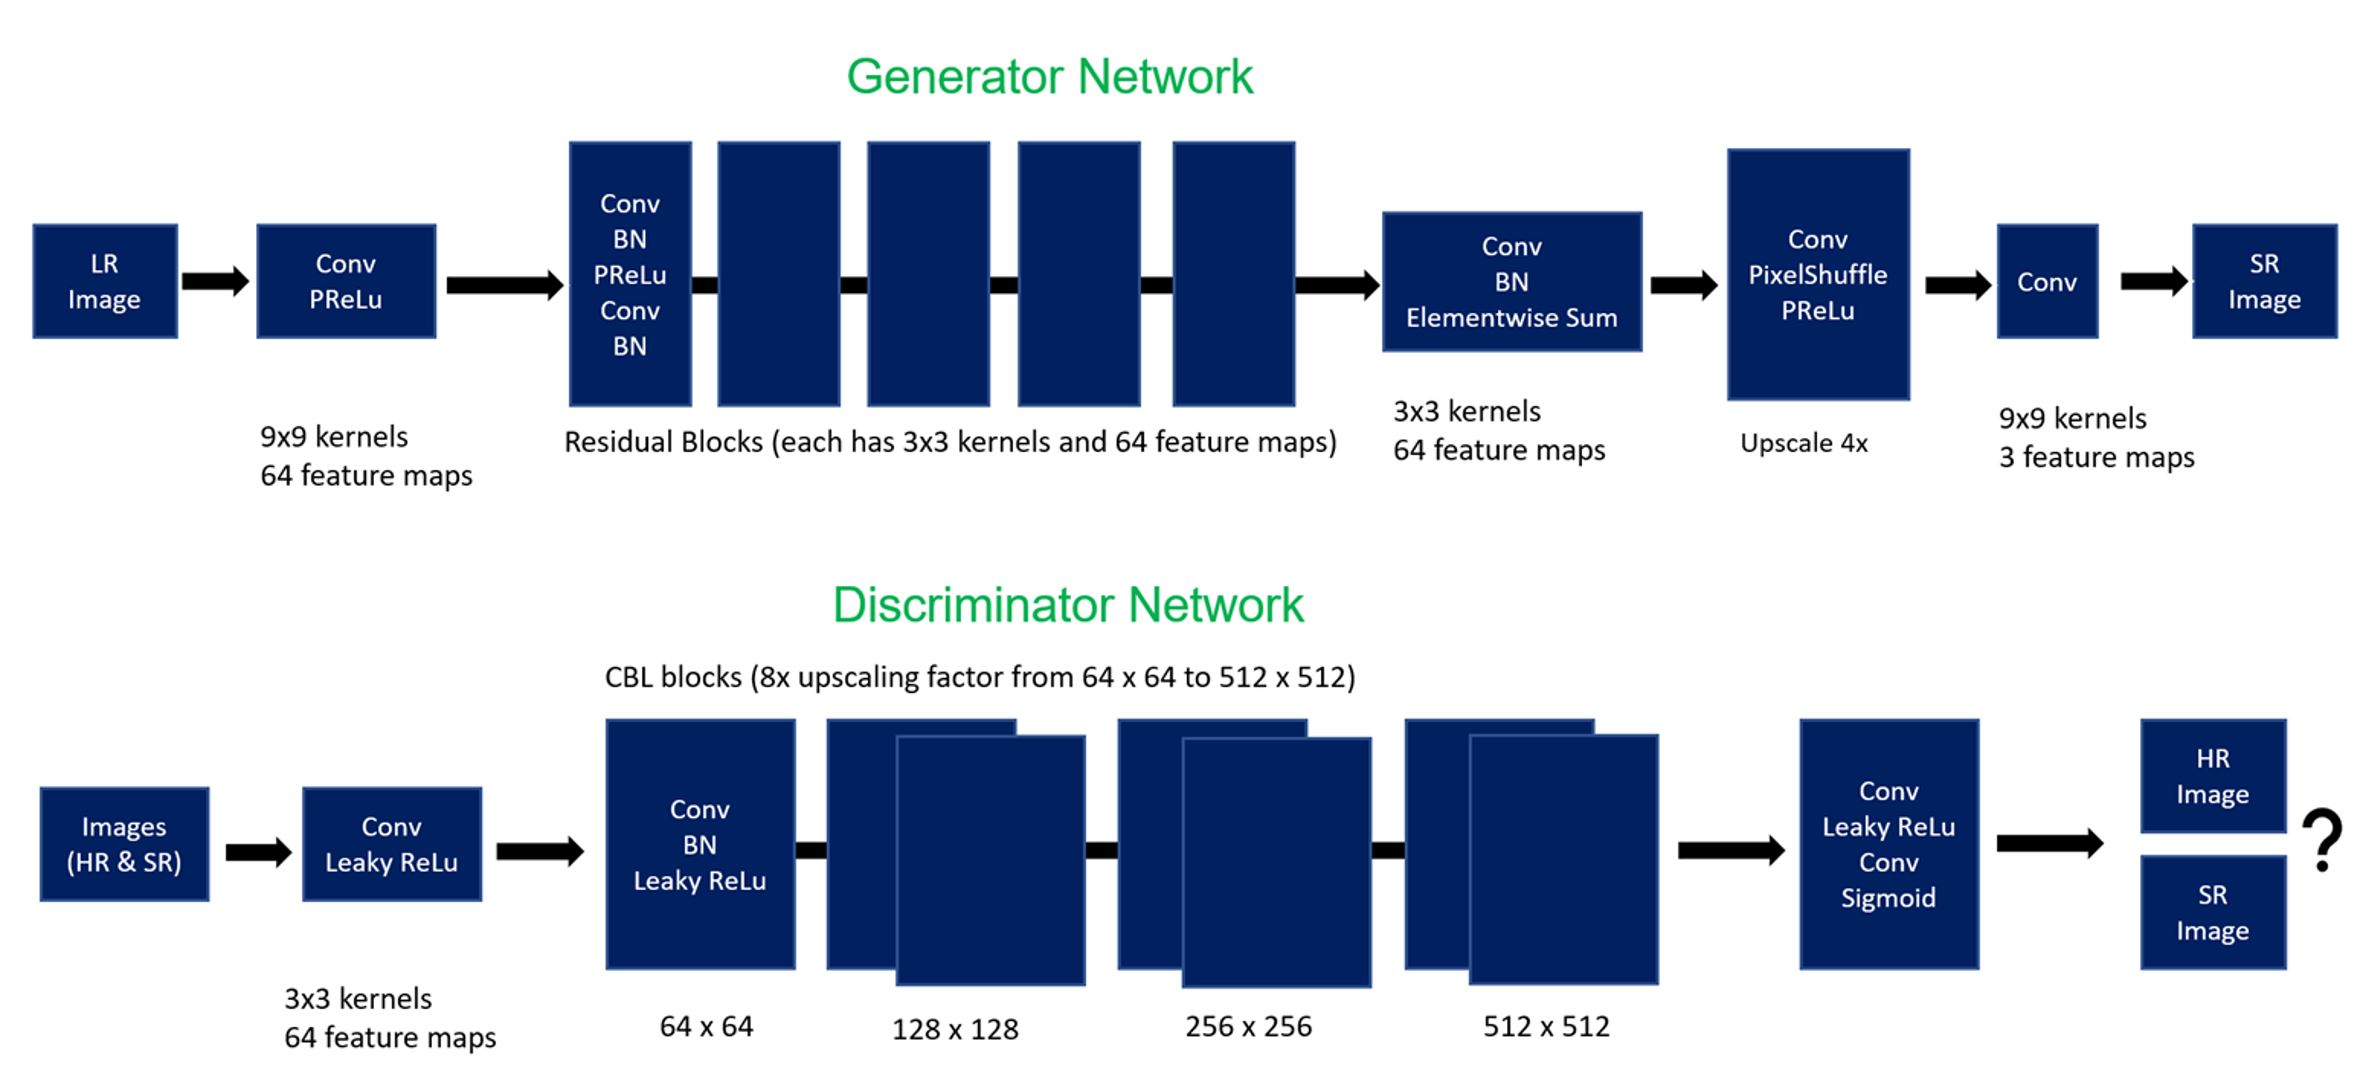 Generator Network
LR
Image
Conv
PReLu
9x9 kernels
64 feature maps
Conv
BN
PReLu
Conv
BN
Residual Blocks (each has 3x3 kernels and 64 feature maps)
Conv
BN
Elementwise Sum
3x3 kernels
64 feature maps
Conv
PixelShuffle
PReLu
Upscale 4x
Conv
9x9 kernels
3 feature maps
SR
Image
Discriminator Network
CBL blocks (8x upscaling factor from 64 x 64 to 512 x 512)
Images
(HR & SR)
Conv
Leaky ReLu
3x3 kernels
64 feature maps
Conv
BN
Leaky ReLu
64 x 64
128 x 128
256 x 256
512 x 512
Conv
Leaky ReLu
Conv
Sigmoid
HR
Image
SR
Image
?